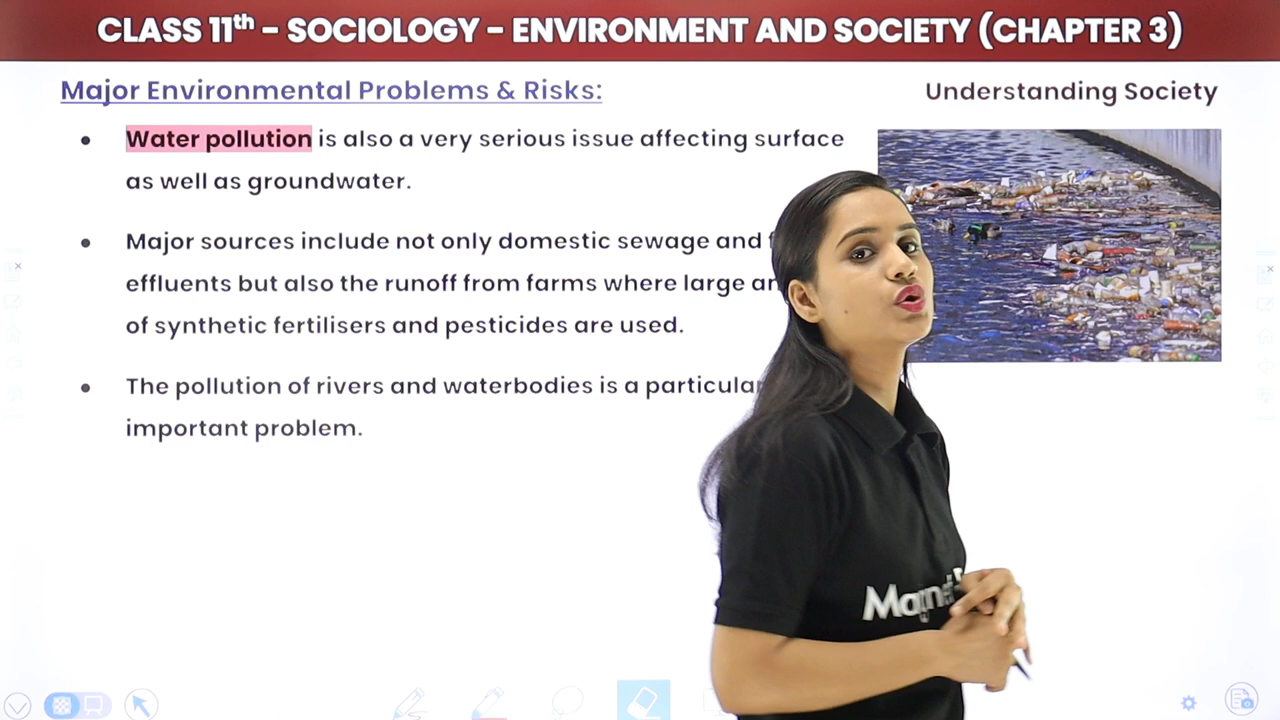 CLASS 11th - SOCIOLOGY - ENVIRONMENT AND SOCIETY (CHAPTER 3)
Major Environmental Problems & Risks:
Understanding Society
• Water pollution is also a very serious issue affecting surface
as well as groundwater.
• Major sources include not only domestic sewage and
effluents but also the runoff from farms where large
of synthetic fertilisers and pesticides are used.
• The pollution of rivers and waterbodies is a
important problem.